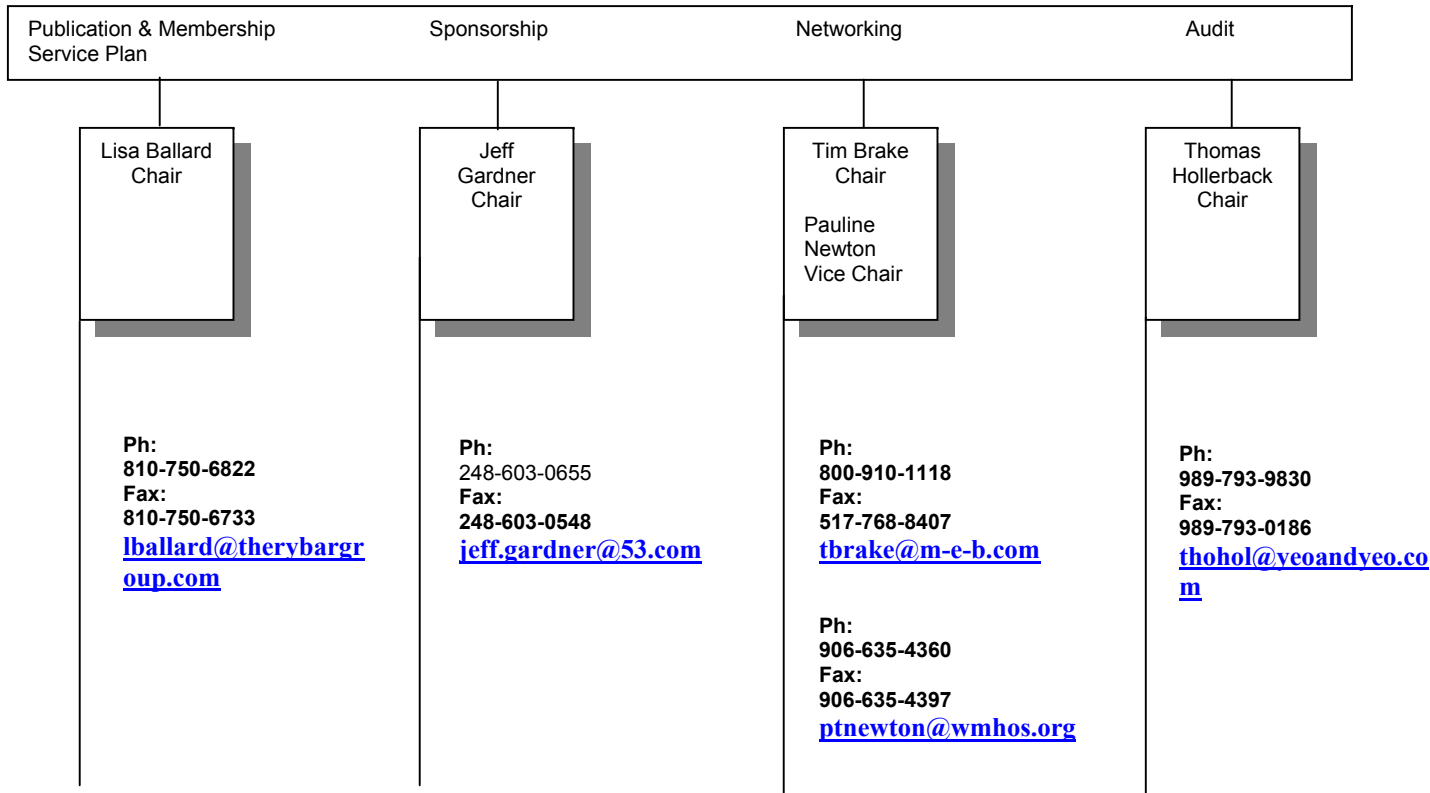 Publication & Membership
Service Plan
Sponsorship
Networking
Audit
Lisa Ballard
Chair
Jeff
Gardner
Chair
Tim Brake
Chair
Pauline
Newton
Vice Chair
Thomas
Hollerback
Chair
Ph:
810-750-6822
Fax:
810-750-6733
lballard@therybargr
oup.com
Ph:
248-603-0655
Fax:
248-603-0548
jeff.gardner@53.com
Ph:
800-910-1118
Fax:
517-768-8407
tbrake@m-e-b.com
Ph:
906-635-4360
Fax:
906-635-4397
ptnewton@wmhos.org
Ph:
989-793-9830
Fax:
989-793-0186
thohol@yeoandyeo.co
m